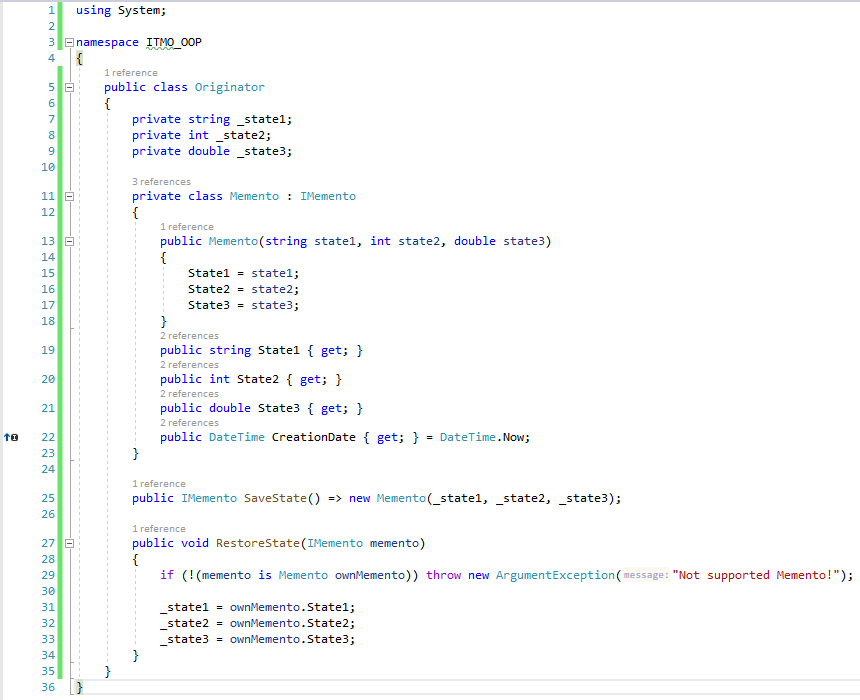 1 using System;
2
3 namespace ITMO_OOP
4 {
1 reference
5 public class Originator
6 {
7 private string _state1;
8 private int _state2;
9 private double _state3;
10
3 references
11 private class Memento : IMemento
12 {
1 reference
13 public Memento(string state1, int state2, double state3)
14 {
15 State1 = state1;
16 State2 = state2;
17 State3 = state3;
18 }
2 references
19 public string State1 { get; }
2 references
20 public int State2 { get; }
2 references
21 public double State3 { get; }
2 references
22 public DateTime CreationDate { get; } = DateTime.Now;
23 }
24
1 reference
25 public IMemento SaveState() => new Memento(_state1, _state2, _state3);
26
1 reference
27 public void RestoreState(IMemento memento)
28 {
29 if (!(memento is Memento ownMemento)) throw new ArgumentException(message: "Not supported Memento!");
30
31 _state1 = ownMemento.State1;
32 _state2 = ownMemento.State2;
33 _state3 = ownMemento.State3;
34 }
35 }
36 }